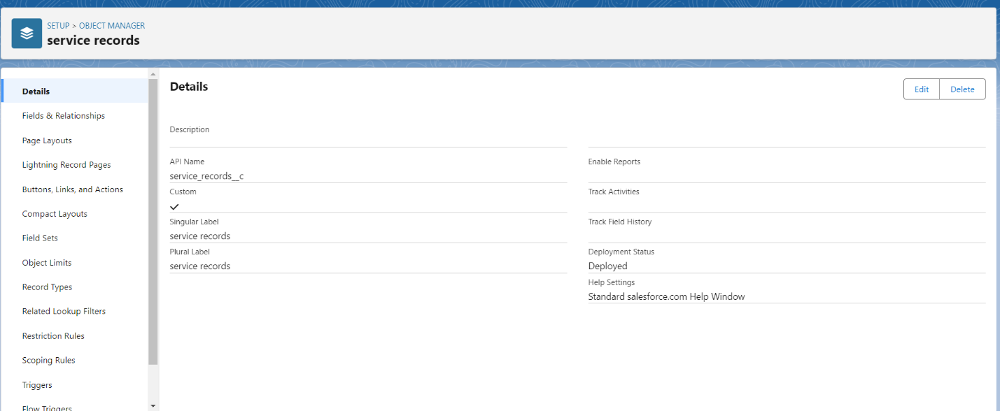 SETUP > OBJECT MANAGER
service records
Details
Fields & Relationships
Page Layouts
Lightning Record Pages
Buttons, Links, and Actions
Compact Layouts
Field Sets
Object Limits
Record Types
Related Lookup Filters
Restriction Rules
Scoping Rules
Triggers
Flow Triggers
Details
Edit
Delete
Description
API Name
service_records__c
Custom
Singular Label
service records
Plural Label
service records
Enable Reports
Track Activities
Track Field History
Deployment Status
Deployed
Help Settings
Standard salesforce.com Help Window